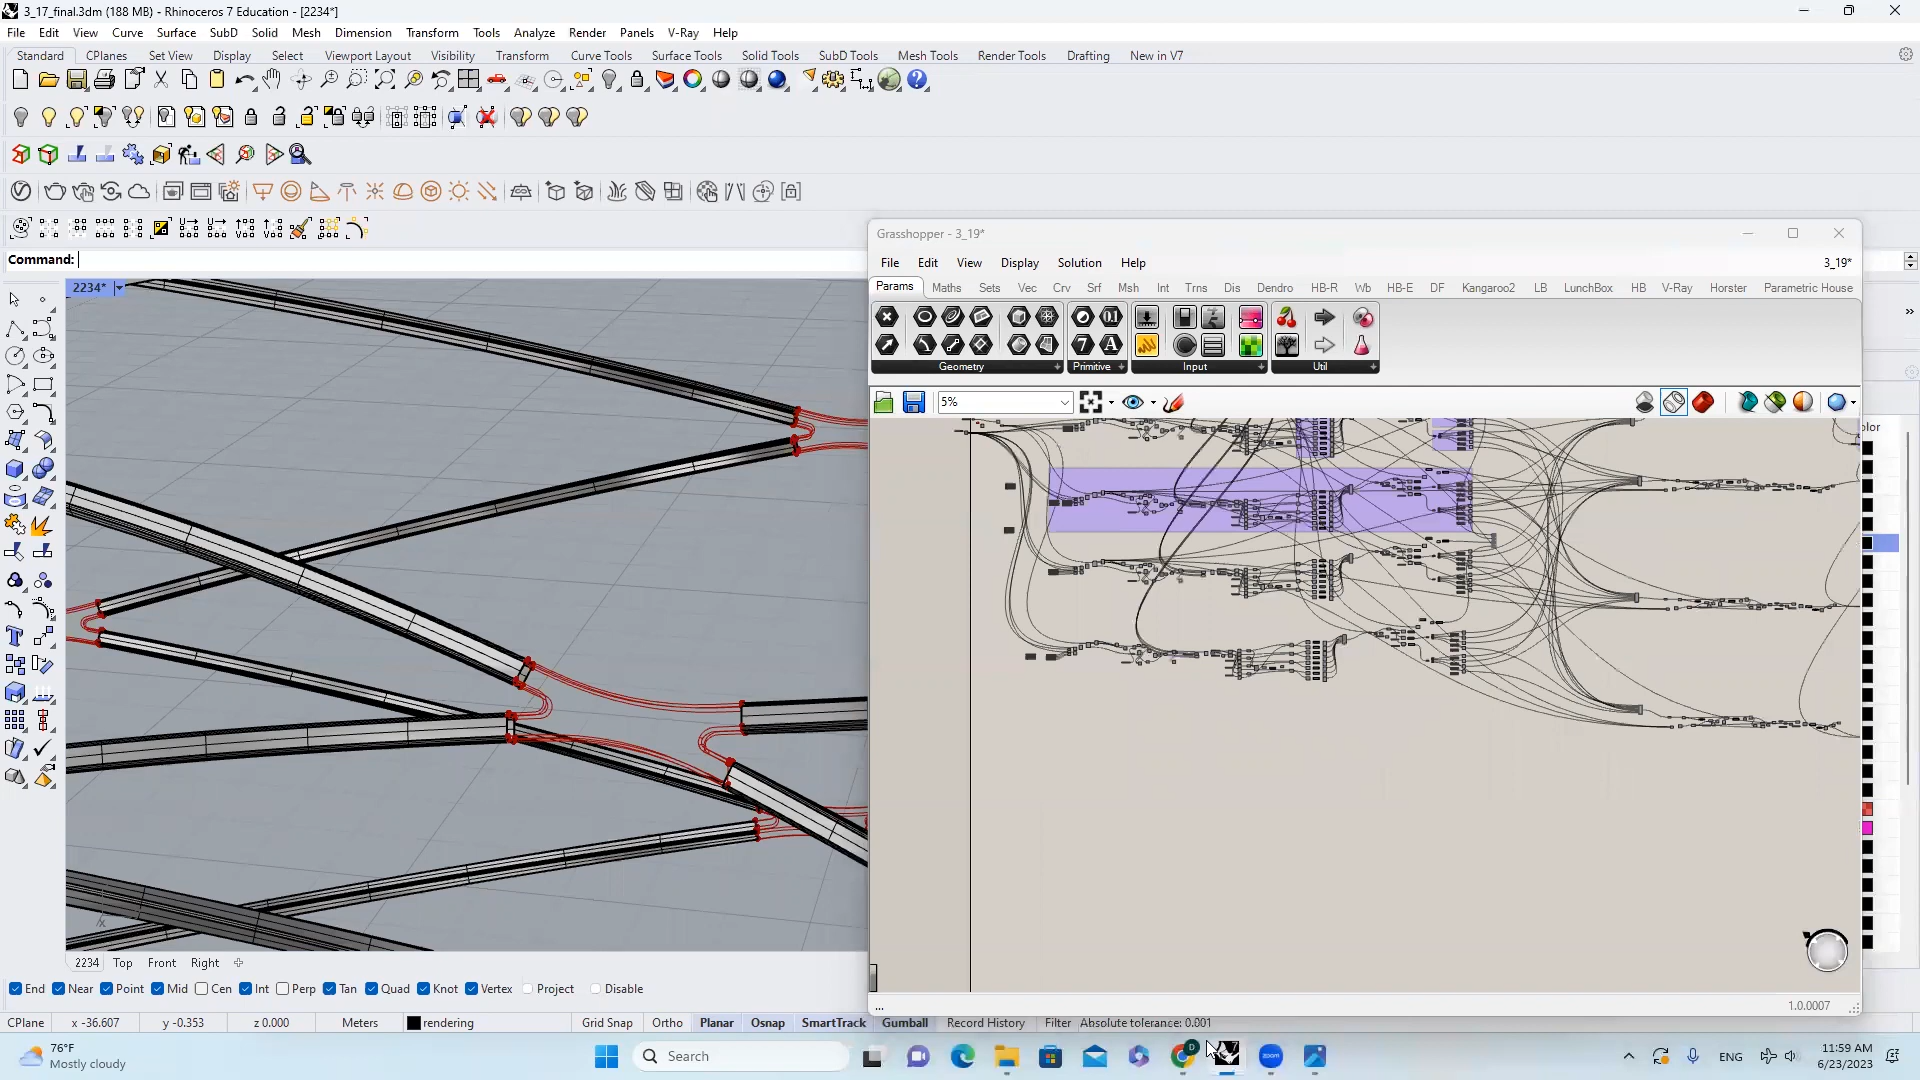 3_17_final.3dm (188 MB) - Rhinoceros 7 Education - [2234*]
File Edit View Curve Surface SubD Solid Mesh Dimension Transform Tools Analyze Render Panels V-Ray Help
Standard CPlanes Set View Display Select Viewport Layout Visibility Transform Curve Tools Surface Tools Solid Tools SubD Tools Mesh Tools Render Tools Drafting New in V7
Command:
2234*
Grasshopper - 3_19*
File Edit View Display Solution Help
3_19*
Params Maths Sets Vec Crv Srf Msh Int Trns Dis Dendro HB-R Wb HB-E DF Kangaroo2 LB LunchBox HB V-Ray Horster Parametric House
Geometry Primitive Input Util
5%
olor
...
1.0.0007
2234 Top Front Right
End Near Point Mid Cen Int Perp Tan Quad Knot Vertex Project Disable
CPlane x -36.607 y -0.353 z 0.000 Meters rendering Grid Snap Ortho Planar Osnap SmartTrack Gumball Record History Filter Absolute tolerance: 0.001
76°F
Mostly cloudy
Search
ENG
11:59 AM
6/23/2023